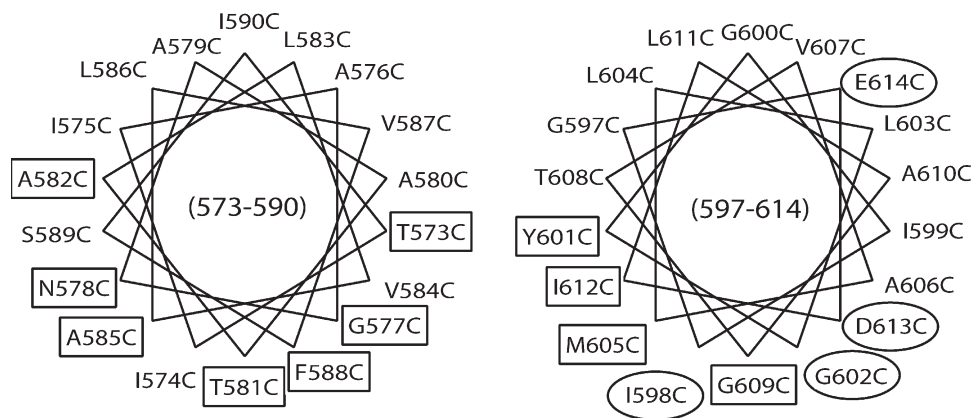 I590C
A579C
L583C
L586C
A576C
I575C
V587C
A582C
A580C
(573-590)
S589C
T573C
N578C
V584C
A585C
G577C
I574C
T581C
F588C
L611C
G600C
V607C
L604C
E614C
G597C
L603C
T608C
A610C
(597-614)
Y601C
I599C
I612C
A606C
M605C
D613C
I598C
G609C
G602C